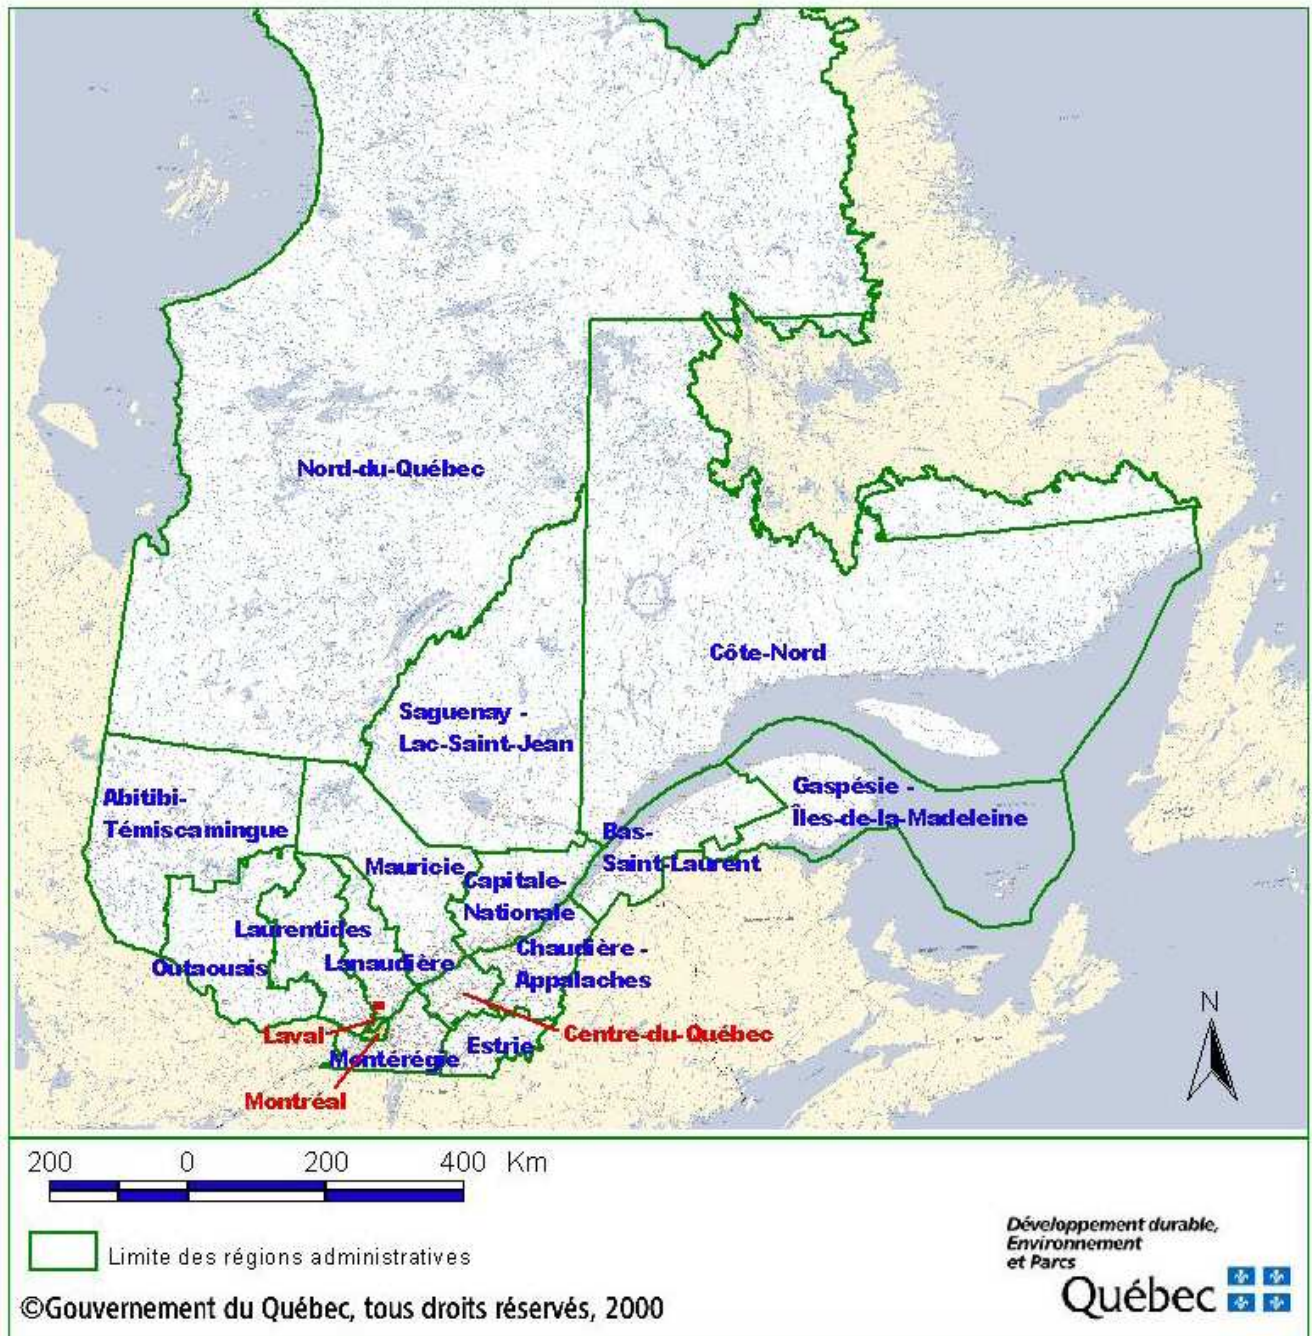 Nord-du-Québec
Côte-Nord
Saguenay -
Lac-Saint-Jean
Abitibi-
Témiscamingue
Gaspésie -
Îles-de-la-Madeleine
Bas-
Saint-Laurent
Mauricie
Capitale-
Nationale
Laurentides
Chaudière -
Appalaches
Lanaudière
Outaouais
Laval
Centre-du-Québec
Estrie
Montérégie
Montréal
N
200 0 200 400 Km
Limite des régions administratives
©Gouvernement du Québec, tous droits réservés, 2000
Développement durable,
Environnement
et Parcs
Québec